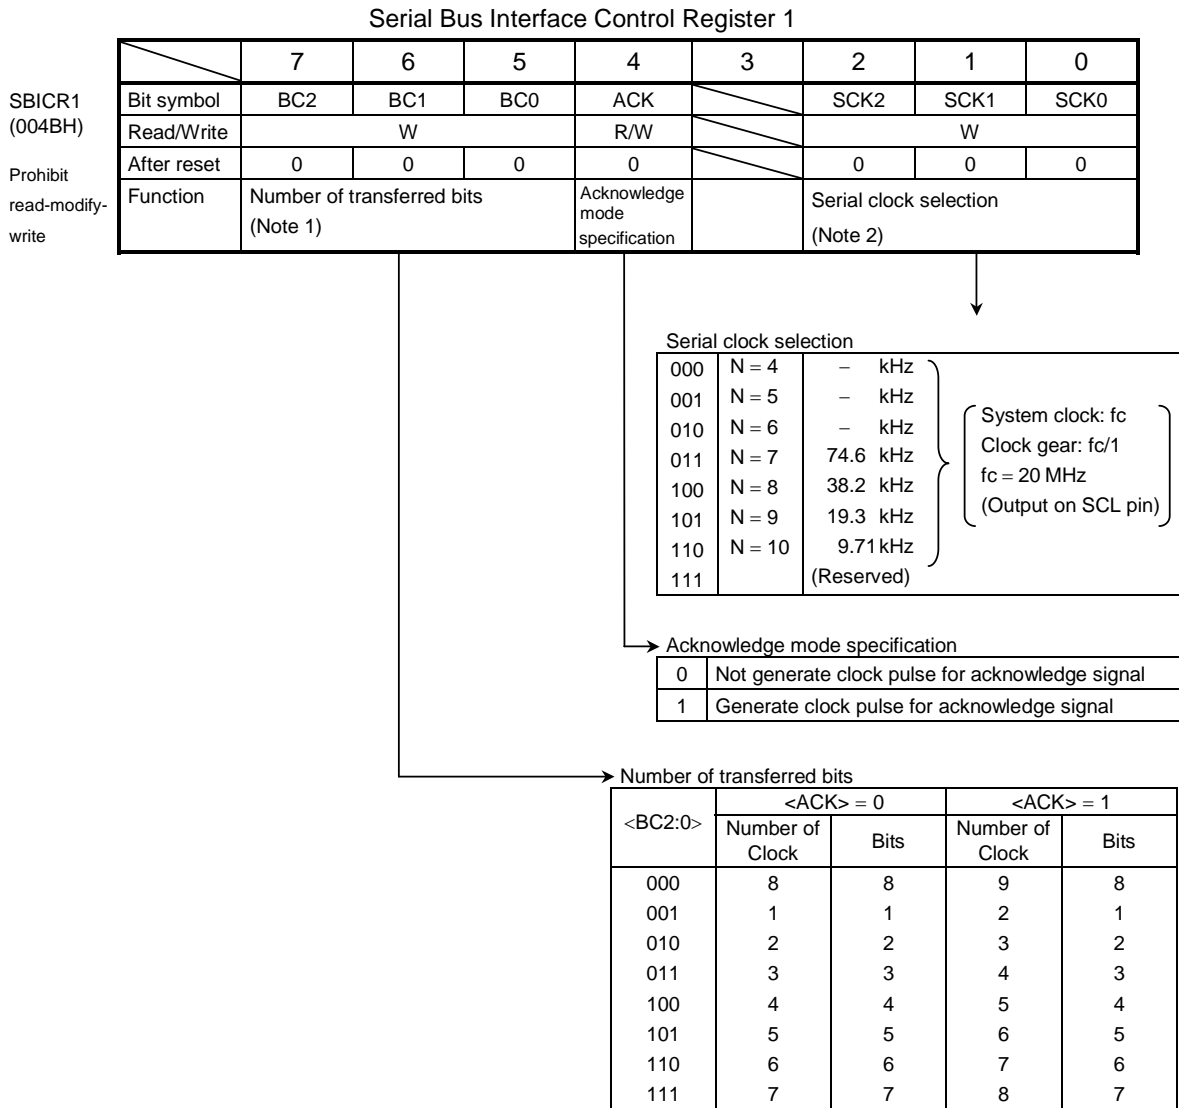 Serial Bus Interface Control Register 1
7 6 5 4 3 2 1 0
SBICR1
(004BH)
Prohibit
read-modify-
write
Bit symbol BC2 BC1 BC0 ACK SCK2 SCK1 SCK0
Read/Write W R/W W
After reset 0 0 0 0 0 0 0
Function Number of transferred bits
(Note 1)
Acknowledge
mode
specification
Serial clock selection
(Note 2)
Serial clock selection
000 N = 4 – kHz
001 N = 5 – kHz
010 N = 6 – kHz
011 N = 7 74.6 kHz
100 N = 8 38.2 kHz
101 N = 9 19.3 kHz
110 N = 10 9.71 kHz
111 (Reserved)
System clock: fc
Clock gear: fc/1
fc = 20 MHz
(Output on SCL pin)
Acknowledge mode specification
0 Not generate clock pulse for acknowledge signal
1 Generate clock pulse for acknowledge signal
Number of transferred bits
<BC2:0> <ACK> = 0 <ACK> = 1
Number of
Clock
Bits
Number of
Clock
Bits
000 8 8 9 8
001 1 1 2 1
010 2 2 3 2
011 3 3 4 3
100 4 4 5 4
101 5 5 6 5
110 6 6 7 6
111 7 7 8 7